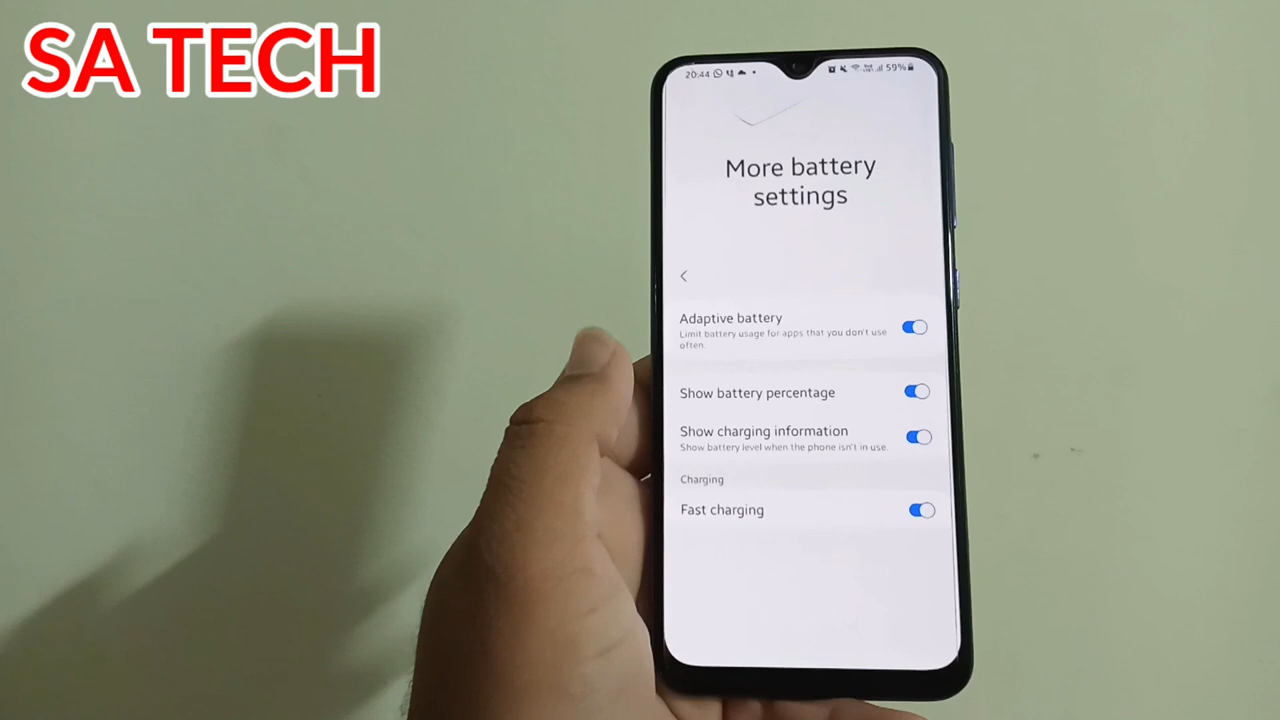 SA TECH
20:44
59%
More battery
settings
Adaptive battery
Limit battery usage for apps that you don't use
often.
Show battery percentage
Show charging information
Show battery level when the phone isn't in use.
Charging
Fast charging